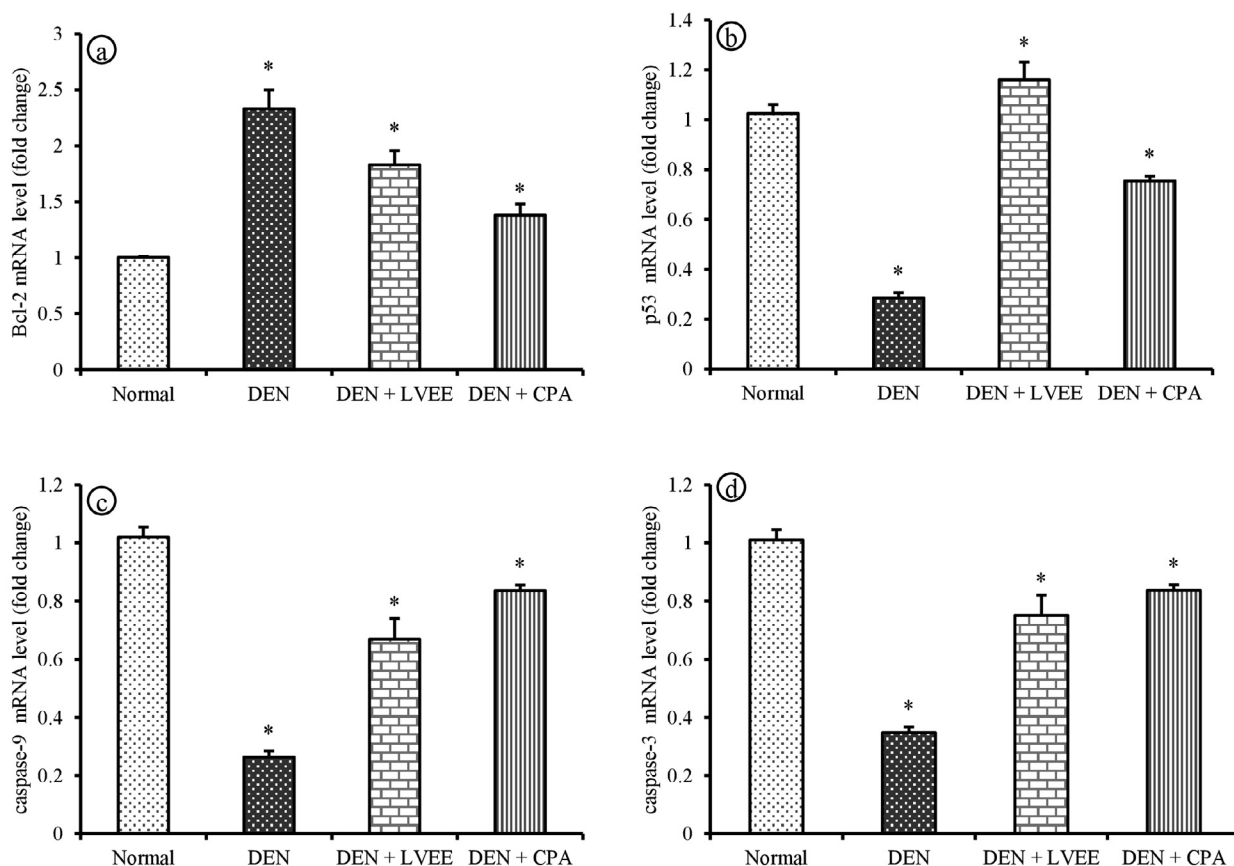 a
Bcl-2 mRNA level (fold change)
3
2.5
2
1.5
1
0.5
0
*
*
*
Normal
DEN
DEN + LVEE
DEN + CPA
b
p53 mRNA level (fold change)
1.4
1.2
1
0.8
0.6
0.4
0.2
0
*
*
*
Normal
DEN
DEN + LVEE
DEN + CPA
c
caspase-9 mRNA level (fold change)
1.2
1
0.8
0.6
0.4
0.2
0
*
*
*
Normal
DEN
DEN + LVEE
DEN + CPA
d
caspase-3 mRNA level (fold change)
1.2
1
0.8
0.6
0.4
0.2
0
*
*
*
Normal
DEN
DEN + LVEE
DEN + CPA